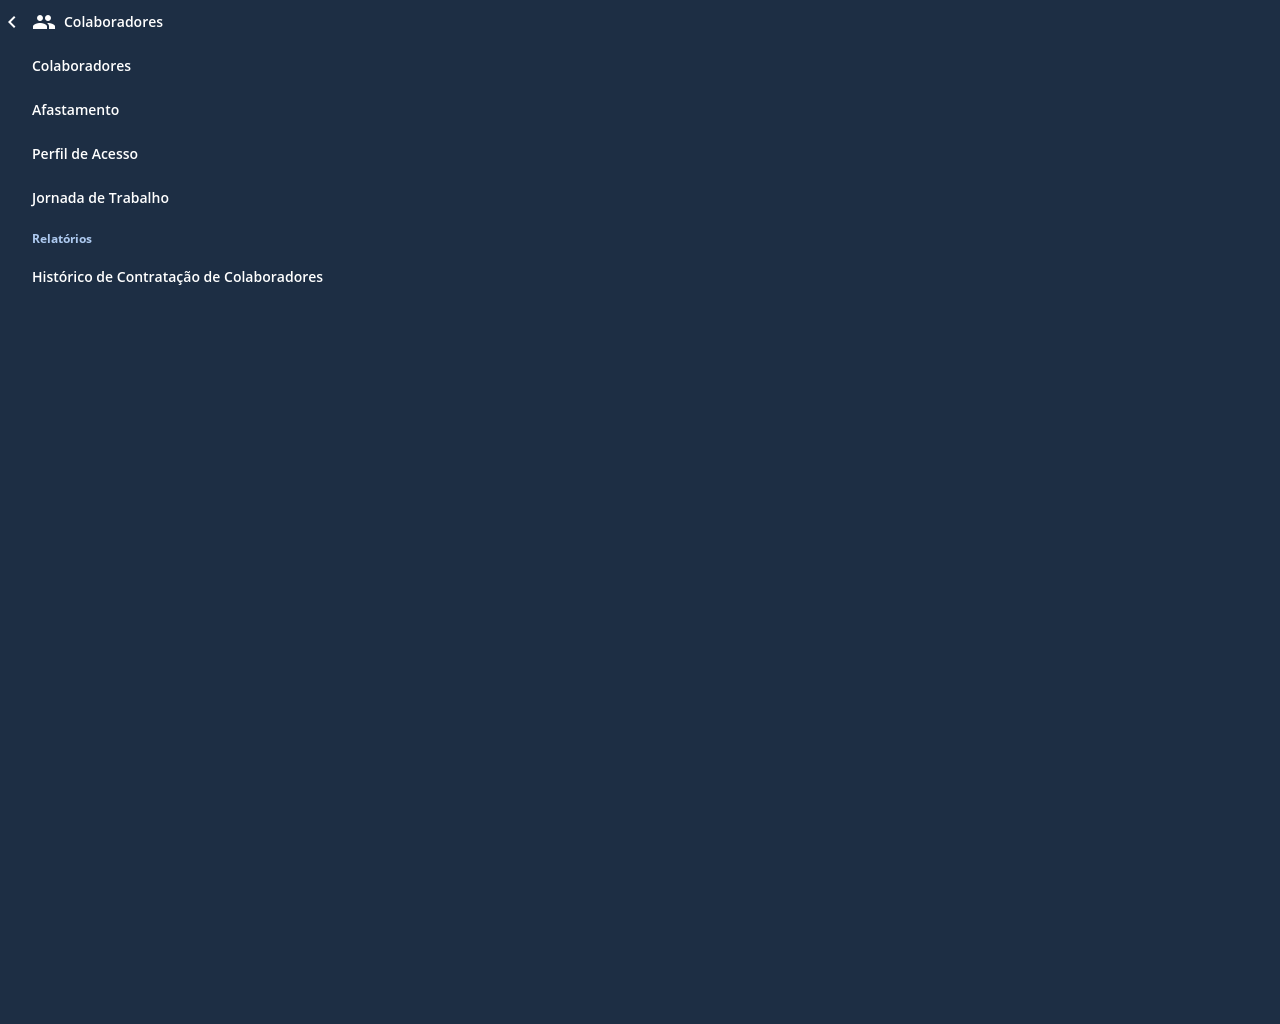 Colaboradores
Colaboradores
Afastamento
Perfil de Acesso
Jornada de Trabalho
Relatórios
Histórico de Contratação de Colaboradores